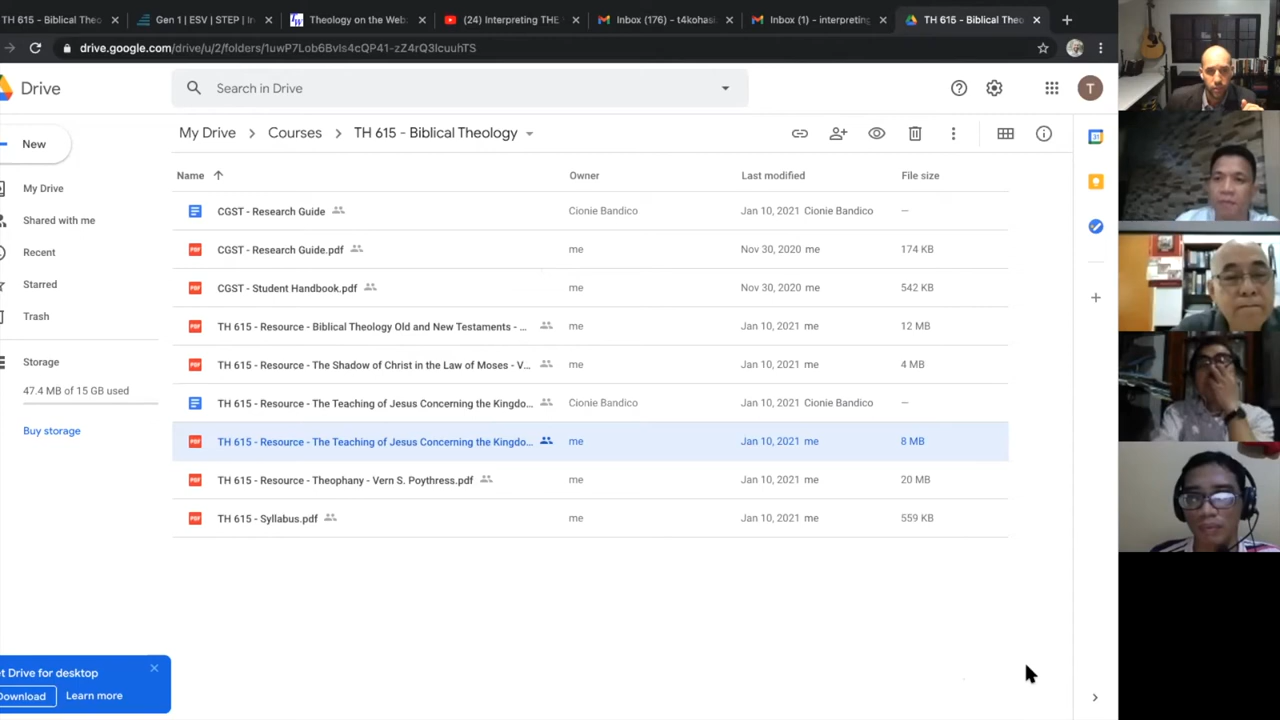 TH 615 - Biblical Theo
Gen 1 | ESV | STEP | In
Theology on the Web:
(24) Interpreting THE
Inbox (176) - t4kohasi
Inbox (1) - interpreting
TH 615 - Biblical Theo
drive.google.com/drive/u/2/folders/1uwP7Lob6Bvls4cQP41-zZ4rQ3lcuuhTS
Drive
Search in Drive
T
New
My Drive
Courses
TH 615 - Biblical Theology
Name
Owner
Last modified
File size
My Drive
Shared with me
Recent
Starred
Trash
Storage
47.4 MB of 15 GB used
Buy storage
CGST - Research Guide
Cionie Bandico
Jan 10, 2021 Cionie Bandico
—
PDF
CGST - Research Guide.pdf
me
Nov 30, 2020 me
174 KB
PDF
CGST - Student Handbook.pdf
me
Nov 30, 2020 me
542 KB
PDF
TH 615 - Resource - Biblical Theology Old and New Testaments - ...
me
Jan 10, 2021 me
12 MB
PDF
TH 615 - Resource - The Shadow of Christ in the Law of Moses - V...
me
Jan 10, 2021 me
4 MB
TH 615 - Resource - The Teaching of Jesus Concerning the Kingdo...
Cionie Bandico
Jan 10, 2021 Cionie Bandico
—
PDF
TH 615 - Resource - The Teaching of Jesus Concerning the Kingdo...
me
Jan 10, 2021 me
8 MB
PDF
TH 615 - Resource - Theophany - Vern S. Poythress.pdf
me
Jan 10, 2021 me
20 MB
PDF
TH 615 - Syllabus.pdf
me
Jan 10, 2021 me
559 KB
et Drive for desktop
Download
Learn more
31